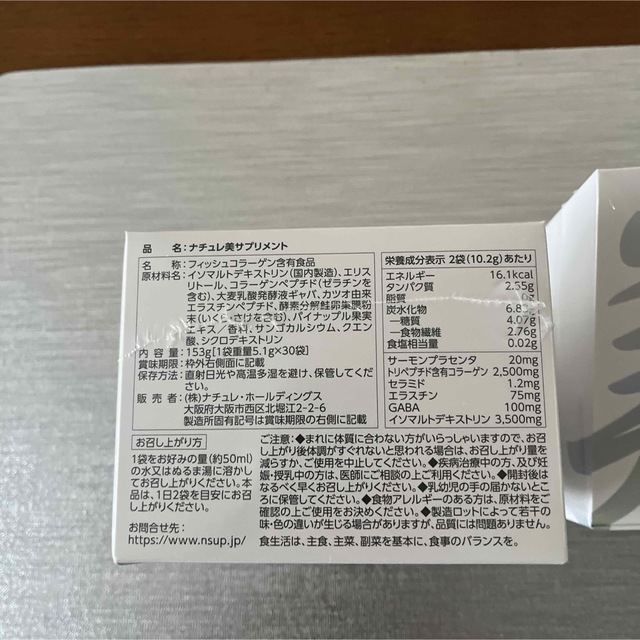 品　名：ナチュレ美サプリメント
名　称：フィッシュコラーゲン含有食品
原材料名：イソマルトデキストリン（国内製造）、エリス
リトール、コラーゲンペプチド（ゼラチンを
含む）、大麦乳酸発酵液ギャバ、カツオ由来
エラスチンペプチド、酵素分解鮭卵巣膜粉
末（いくら・さけを含む）、パイナップル果実
エキス／香料、サンゴカルシウム、クエン
酸、シクロデキストリン
内 容 量：153g［1袋重量5.1g×30袋］
賞味期限：枠外右側面に記載
保存方法：直射日光や高温多湿を避け、保管してくだ
さい。
販 売 者：（株）ナチュレ・ホールディングス
大阪府大阪市西区北堀江2-2-6
製造所固有記号は賞味期限の右側に記載
お召し上がり方
1袋をお好みの量（約50ml）
の水又はぬるま湯に溶かし
てお召し上がりください。本
品は、1日2袋を目安にお召
し上がりください。
お問合せ先：
https://www.nsup.jp/
栄養成分表示 2袋（10.2g）あたり
エネルギー 16.1kcal
タンパク質 2.55g
脂質 0g
炭水化物 6.83g
－糖質 4.07g
－食物繊維 2.76g
食塩相当量 0.02g
サーモンプラセンタ 20mg
トリペプチド含有コラーゲン 2,500mg
セラミド 1.2mg
エラスチン 75mg
GABA 100mg
イソマルトデキストリン 3,500mg
ご注意：◆まれに体質に合わない方がいらっしゃいますので、お召
し上がり後体調がすぐれないと思われる場合は、お召し上がり量を
減らすか、ご使用を中止してください。◆疾病治療中の方、及び妊
娠・授乳中の方は、医師にご相談の上ご利用ください。◆開封後は
なるべく早くお召し上がりください。◆乳幼児の手の届かないとこ
ろに保管してください。◆食物アレルギーのある方は、原材料をご
確認の上ご使用をお決めください。◆製造ロットによって若干の
味・色の違いが生じる場合がありますが、品質には問題ありません。
食生活は、主食、主菜、副菜を基本に、食事のバランスを。